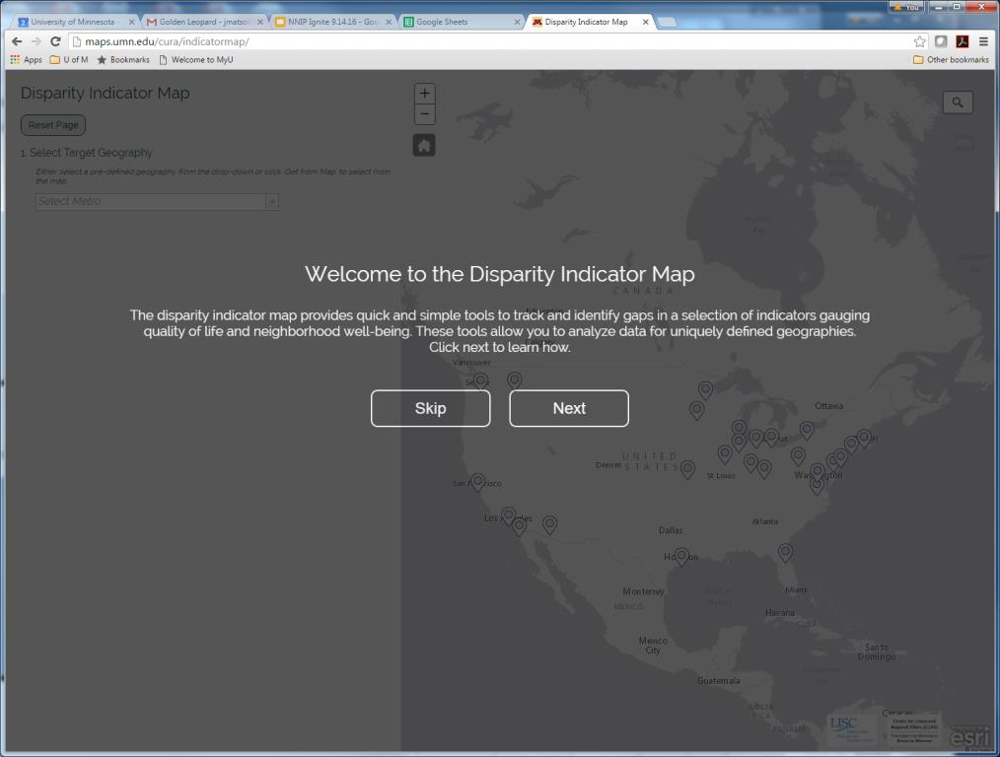 You
University of Minnesota -
Golden Leopard - jmatson
NNIP Ignite 9.14.16 - Goo
Google Sheets
Disparity Indicator Map
maps.umn.edu/cura/indicatormap/
Apps
U of M
Bookmarks
Welcome to MyU
Other bookmarks
Disparity Indicator Map
Reset Page
1. Select Target Geography
Either select a pre-defined geography from the drop-down or click Get from Map to select from
the map.
Select Metro
Welcome to the Disparity Indicator Map
CANADA
The disparity indicator map provides quick and simple tools to track and identify gaps in a selection of indicators gauging
quality of life and neighborhood well-being. These tools allow you to analyze data for uniquely defined geographies.
Click next to learn how.
Calgary
Vancouver
Skip
Next
Ottawa
UNITED
STATES
Denver
St Louis
Washington
San Francisco
Los Angeles
Atlanta
Dallas
Houston
Monterrey
MEXICO
Miami
Havana
CUBA
Mexico
City
Santo
Domingo
Guatemala
COSTA
RICA
PANAMA
Caracas
LISC
esri